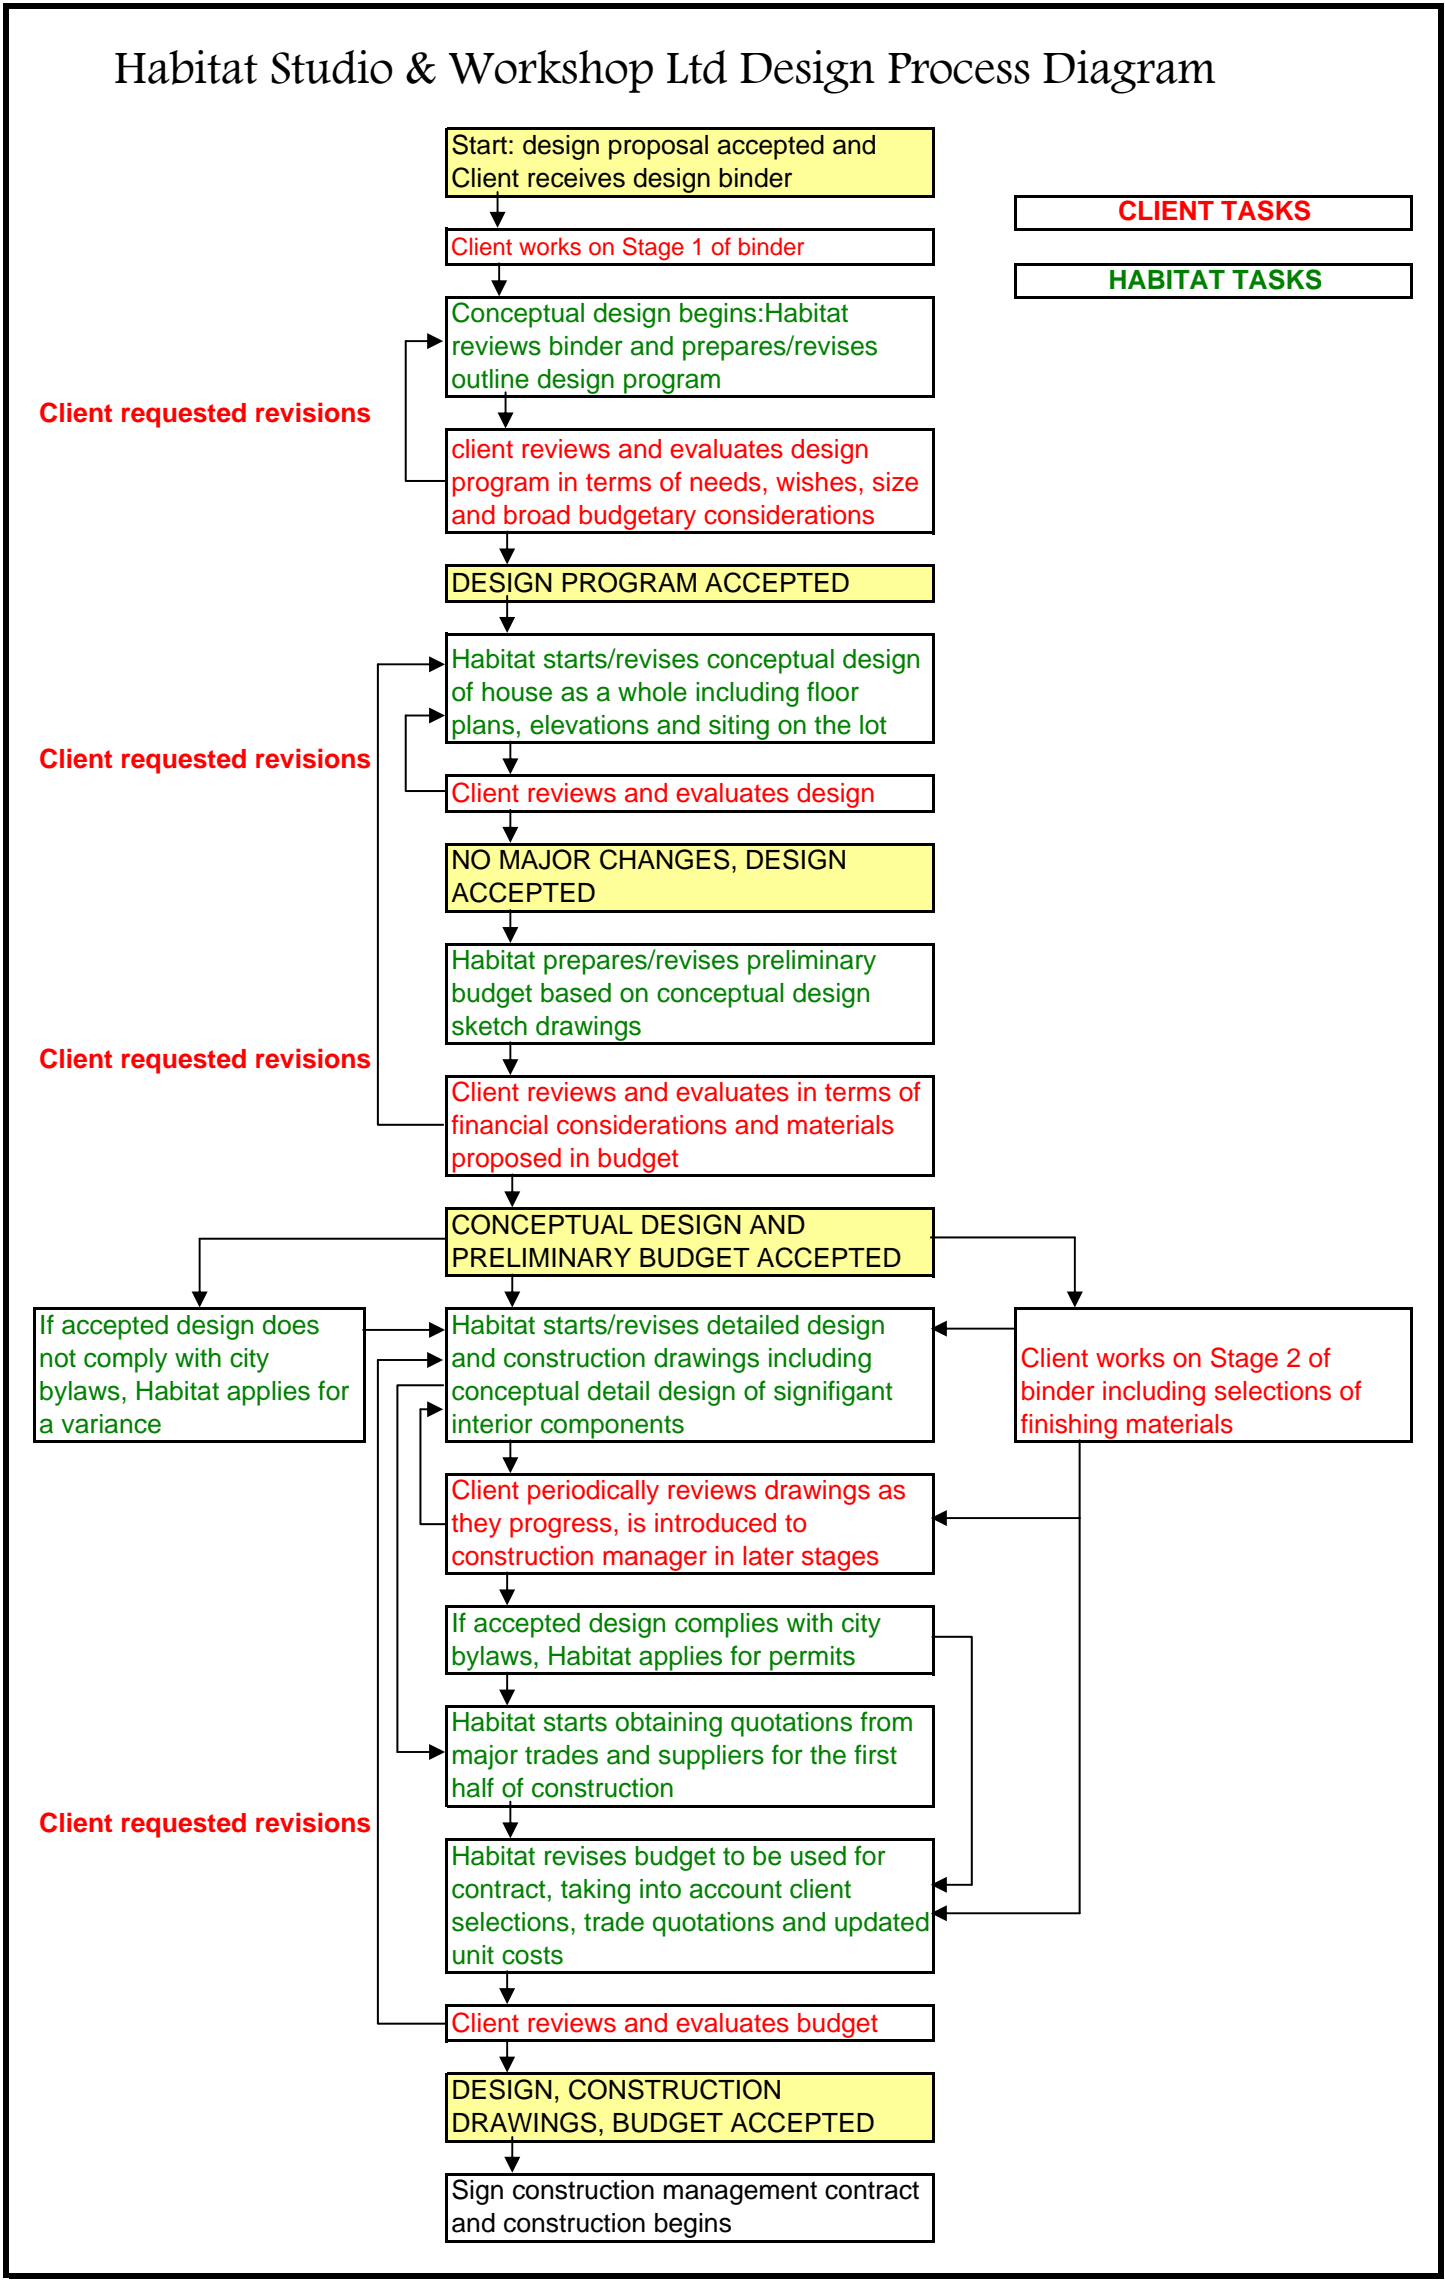 Habitat Studio & Workshop Ltd Design Process Diagram
Start: design proposal accepted and
Client receives design binder
CLIENT TASKS
Client works on Stage 1 of binder
HABITAT TASKS
Conceptual design begins:Habitat
reviews binder and prepares/revises
outline design program
Client requested revisions
client reviews and evaluates design
program in terms of needs, wishes, size
and broad budgetary considerations
DESIGN PROGRAM ACCEPTED
Habitat starts/revises conceptual design
of house as a whole including floor
plans, elevations and siting on the lot
Client requested revisions
Client reviews and evaluates design
NO MAJOR CHANGES, DESIGN
ACCEPTED
Habitat prepares/revises preliminary
budget based on conceptual design
sketch drawings
Client requested revisions
Client reviews and evaluates in terms of
financial considerations and materials
proposed in budget
CONCEPTUAL DESIGN AND
PRELIMINARY BUDGET ACCEPTED
If accepted design does
not comply with city
bylaws, Habitat applies for
a variance
Habitat starts/revises detailed design
and construction drawings including
conceptual detail design of signifigant
interior components
Client works on Stage 2 of
binder including selections of
finishing materials
Client periodically reviews drawings as
they progress, is introduced to
construction manager in later stages
If accepted design complies with city
bylaws, Habitat applies for permits
Habitat starts obtaining quotations from
major trades and suppliers for the first
half of construction
Client requested revisions
Habitat revises budget to be used for
contract, taking into account client
selections, trade quotations and updated
unit costs
Client reviews and evaluates budget
DESIGN, CONSTRUCTION
DRAWINGS, BUDGET ACCEPTED
Sign construction management contract
and construction begins